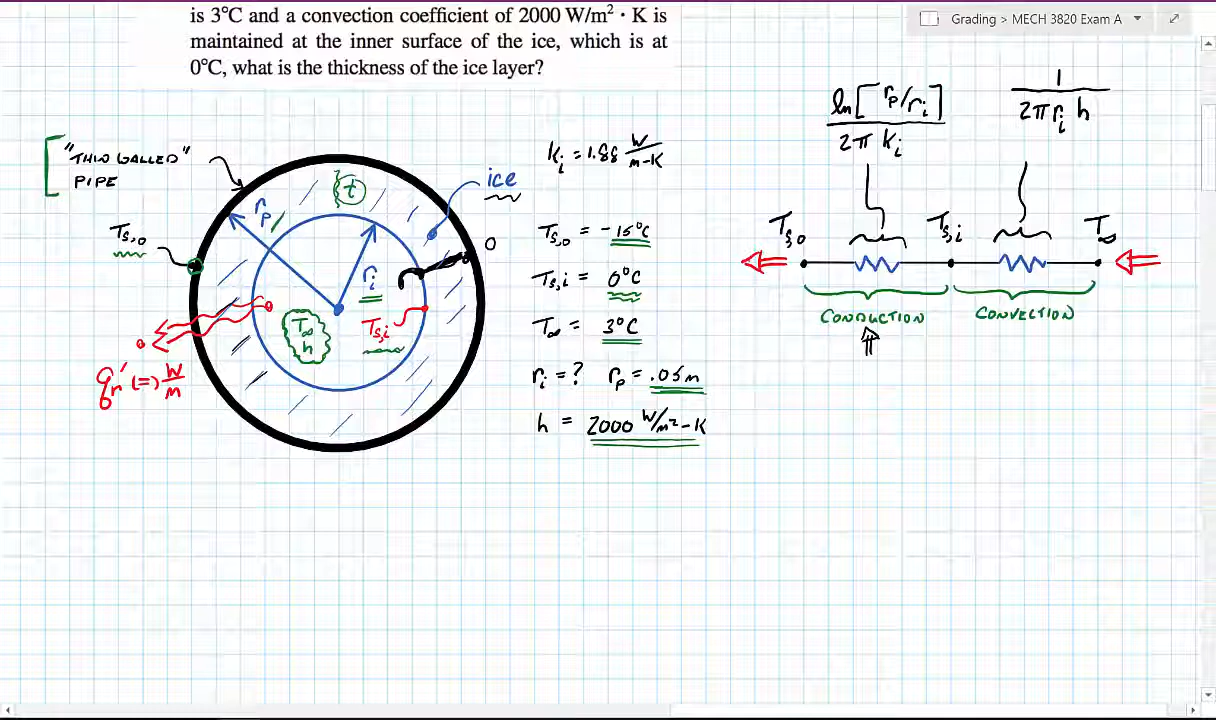 is 3°C and a convection coefficient of 2000 W/m² · K is
maintained at the inner surface of the ice, which is at
0°C, what is the thickness of the ice layer?
Grading > MECH 3820 Exam A
"THIN WALLED"
PIPE
T_s,o
t
ice
r_p
r_i
T_∞
h
T_s,i
q_r' (=) W/m
k_i = 1.88 W/m-K
T_s,o = -15°C
T_s,i = 0°C
T_∞ = 3°C
r_i = ? r_p = .05m
h = 2000 W/m²-K
ln[r_p/r_i]
2π k_i
1
2π r_i h
T_s,o T_s,i T_∞
CONDUCTION CONVECTION